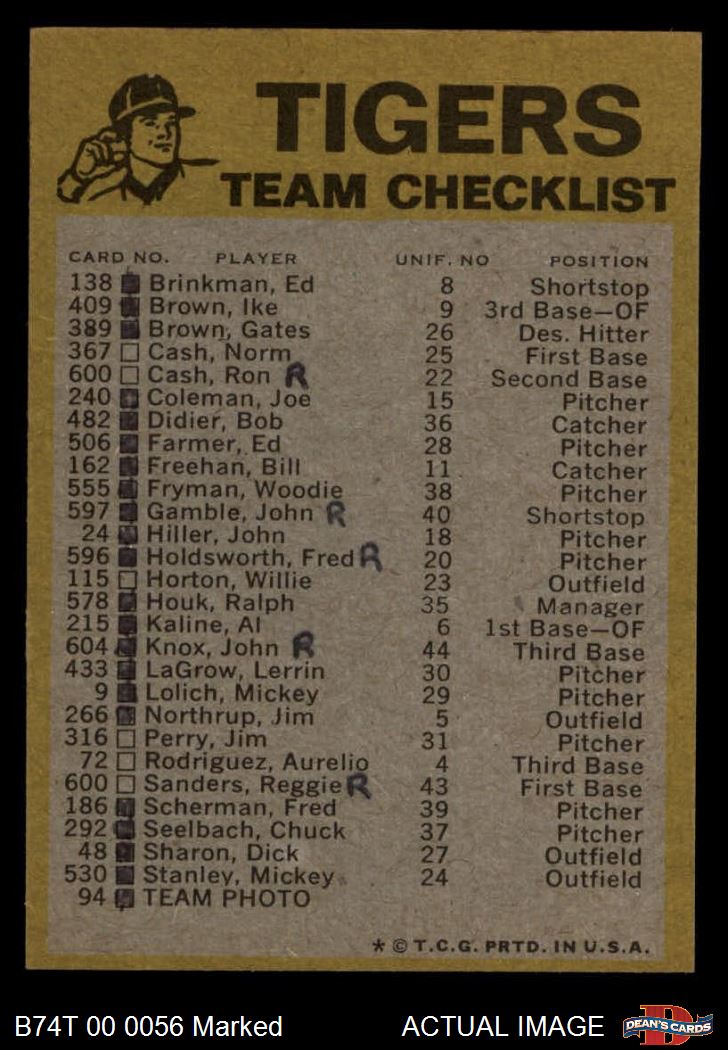 TIGERS
TEAM CHECKLIST
CARD NO. PLAYER UNIF. NO POSITION
138 Brinkman, Ed 8 Shortstop
409 Brown, Ike 9 3rd Base—OF
389 Brown, Gates 26 Des. Hitter
367 Cash, Norm 25 First Base
600 Cash, Ron R 22 Second Base
240 Coleman, Joe 15 Pitcher
482 Didier, Bob 36 Catcher
506 Farmer, Ed 28 Pitcher
162 Freehan, Bill 11 Catcher
555 Fryman, Woodie 38 Pitcher
597 Gamble, John R 40 Shortstop
24 Hiller, John 18 Pitcher
596 Holdsworth, Fred R 20 Pitcher
115 Horton, Willie 23 Outfield
578 Houk, Ralph 35 Manager
215 Kaline, Al 6 1st Base—OF
604 Knox, John R 44 Third Base
433 LaGrow, Lerrin 30 Pitcher
9 Lolich, Mickey 29 Pitcher
266 Northrup, Jim 5 Outfield
316 Perry, Jim 31 Pitcher
72 Rodriguez, Aurelio 4 Third Base
600 Sanders, Reggie R 43 First Base
186 Scherman, Fred 39 Pitcher
292 Seelbach, Chuck 37 Pitcher
48 Sharon, Dick 27 Outfield
530 Stanley, Mickey 24 Outfield
94 TEAM PHOTO
* © T.C.G. PRTD. IN U.S.A.
B74T 00 0056 Marked ACTUAL IMAGE D DEAN'S CARDS